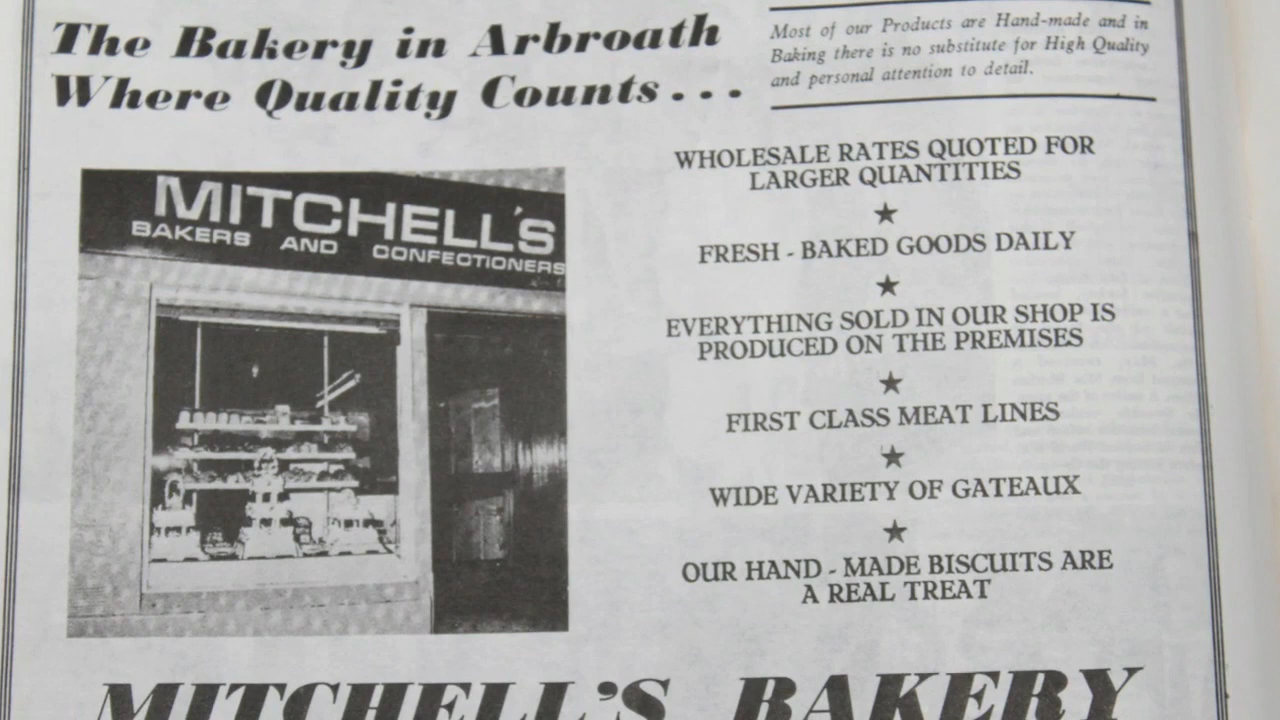 The Bakery in Arbroath
Where Quality Counts...
Most of our Products are Hand-made and in
Baking there is no substitute for High Quality
and personal attention to detail.
MITCHELL'S
BAKERS AND CONFECTIONERS
WHOLESALE RATES QUOTED FOR
LARGER QUANTITIES
★
FRESH - BAKED GOODS DAILY
★
EVERYTHING SOLD IN OUR SHOP IS
PRODUCED ON THE PREMISES
★
FIRST CLASS MEAT LINES
★
WIDE VARIETY OF GATEAUX
★
OUR HAND - MADE BISCUITS ARE
A REAL TREAT
MITCHELL'S BAKERY